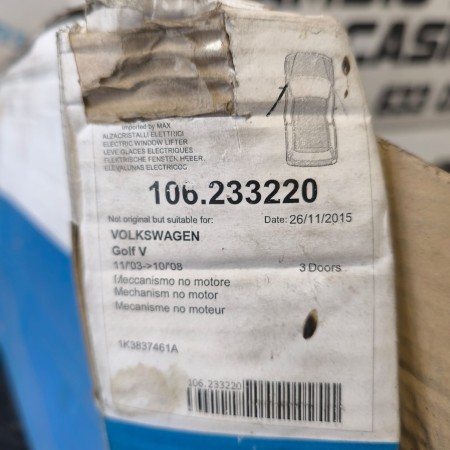 CASI
Imported by MAX
ALZACRISTALLI ELETTRICI
ELECTRIC WINDOW LIFTER
LEVE GLACES ELECTRIQUES
ELEKTRISCHE FENSTER HEBER
ELEVALUNAS ELECTRICOC
106.233220
Not original but suitable for:
Date: 26/11/2015
VOLKSWAGEN
Golf V
11/'03->10/'08
3 Doors
Meccanismo no motore
Mechanism no motor
Mecanisme no moteur
1K3837461A
106.233220